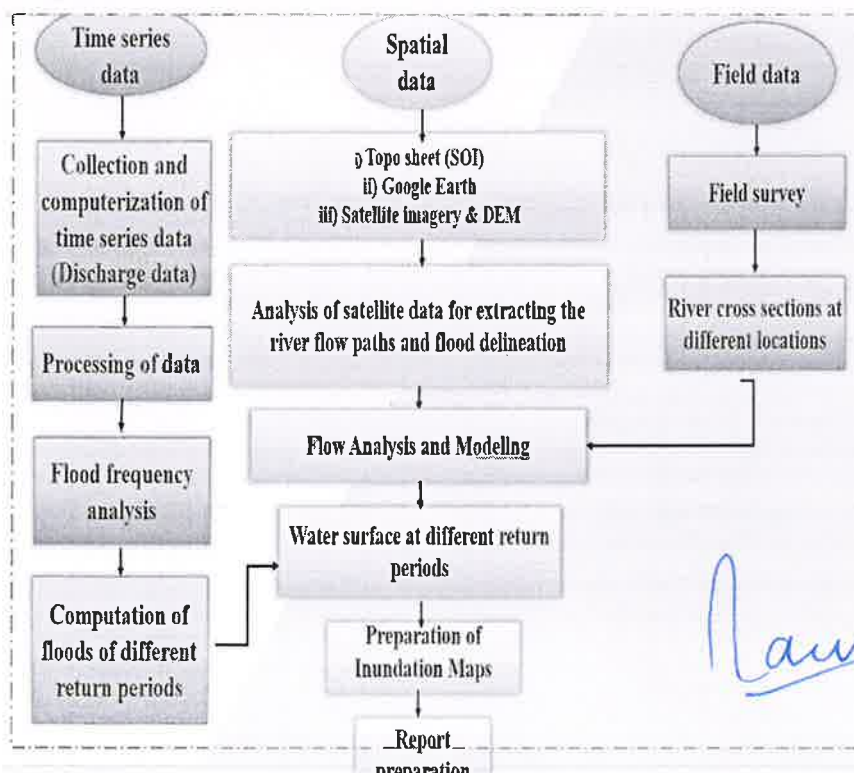 Time series
data
Collection and
computerization of
time series data
(Discharge data)
Processing of data
Flood frequency
analysis
Computation of
floods of different
return periods
Spatial
data
i) Topo sheet (SOI)
ii) Google Earth
iii) Satellite imagery & DEM
Analysis of satellite data for extracting the
river flow paths and flood delineation
Flow Analysis and Modeling
Water surface at different return
periods
Preparation of
Inundation Maps
Report
preparation
Field data
Field survey
River cross sections at
different locations